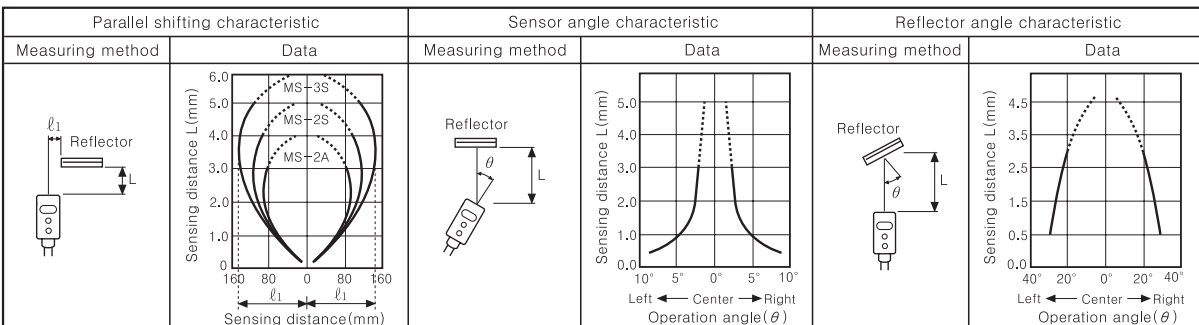 Parallel shifting characteristic
Measuring method
Data
ℓ1
Reflector
L
Sensing distance L(mm)
6.0
5.0
4.0
3.0
2.0
1.0
0
MS-3S
MS-2S
MS-2A
160 80 0 80 160
ℓ1 ℓ1
Sensing distance(mm)
Sensor angle characteristic
Measuring method
Data
Reflector
θ
L
Sensing distance L(mm)
5.0
4.0
3.0
2.0
1.0
0.0
10° 5° 0° 5° 10°
Left Center Right
Operation angle(θ)
Reflector angle characteristic
Measuring method
Data
Reflector
θ
L
Sensing distance L(mm)
4.5
3.5
2.5
1.5
0.5
0.0
40° 20° 0° 20° 40°
Left Center Right
Operation angle(θ)